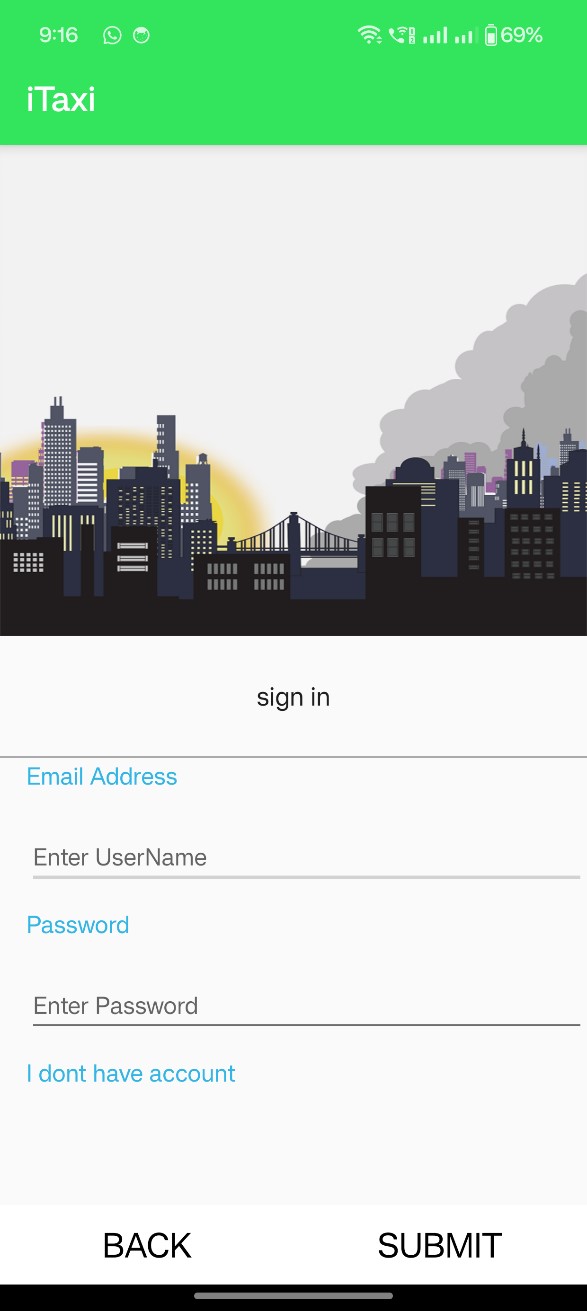 9:16 69%
iTaxi
sign in
Email Address
Enter UserName
Password
Enter Password
I dont have account
BACK SUBMIT